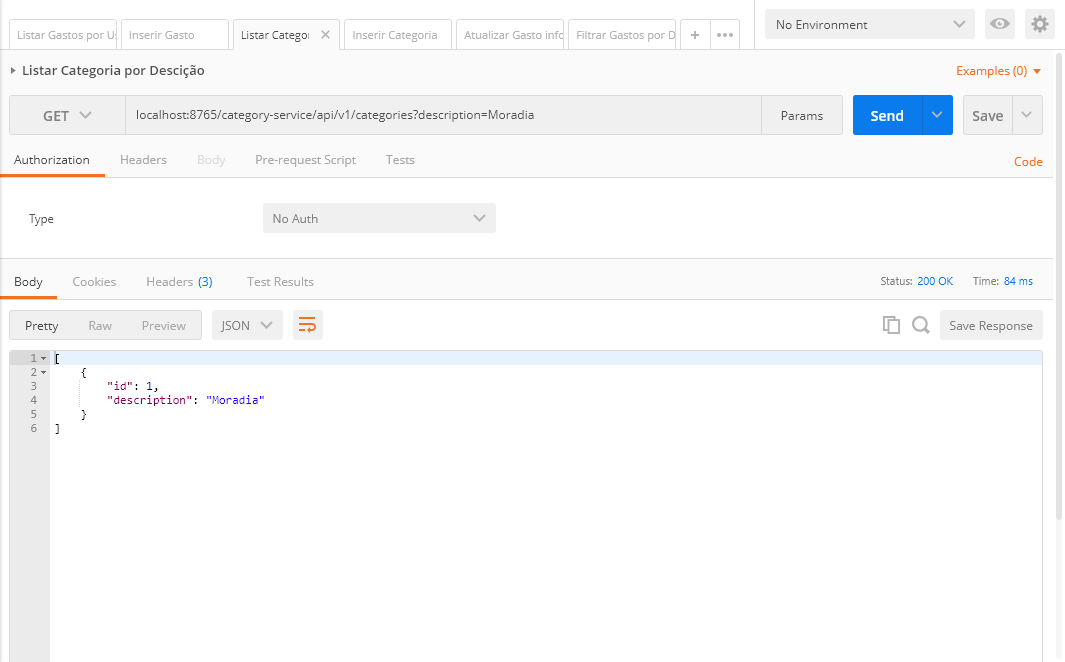 Listar Gastos por Us
Inserir Gasto
Listar Catego
Inserir Categoria
Atualizar Gasto info
Filtrar Gastos por D
+
No Environment
Listar Categoria por Descição
Examples (0)
GET
localhost:8765/category-service/api/v1/categories?description=Moradia
Params
Send
Save
Authorization
Headers
Body
Pre-request Script
Tests
Code
Type
No Auth
Body
Cookies
Headers (3)
Test Results
Status: 200 OK
Time: 84 ms
Pretty
Raw
Preview
JSON
Save Response
1 [
2 {
3 "id": 1,
4 "description": "Moradia"
5 }
6 ]